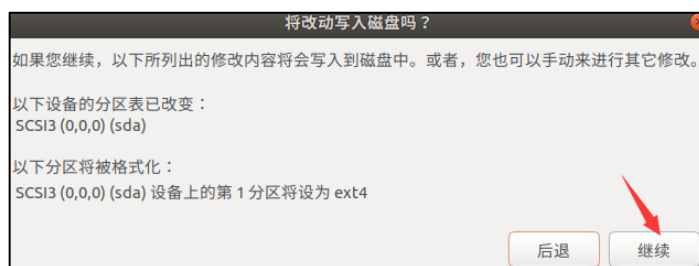 将改动写入磁盘吗？
如果您继续，以下所列出的修改内容将会写入到磁盘中。或者，您也可以手动来进行其它修改。
以下设备的分区表已改变：
SCSI3 (0,0,0) (sda)
以下分区将被格式化：
SCSI3 (0,0,0) (sda) 设备上的第 1 分区将设为 ext4
后退
继续